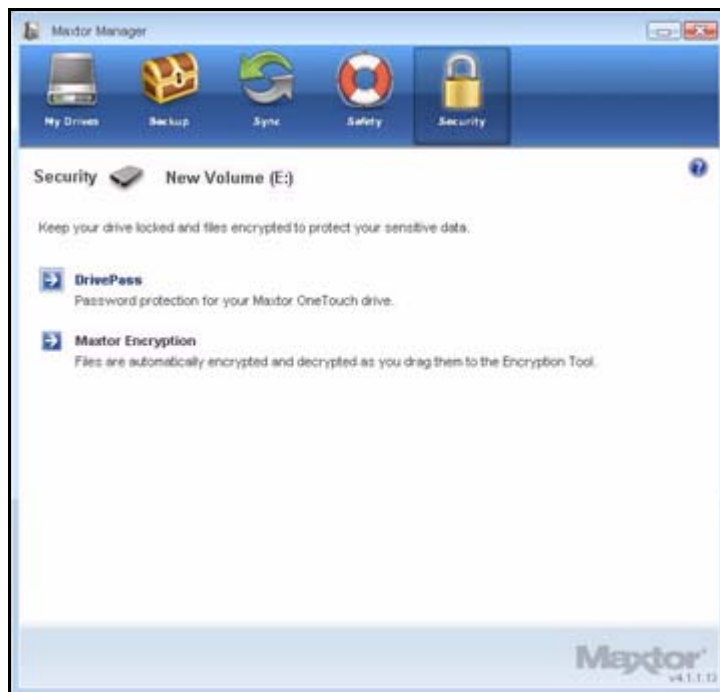 Maxtor Manager
My Drives Backup Sync Safety Security
Security New Volume (E:)
Keep your drive locked and files encrypted to protect your sensitive data.
DrivePass
Password protection for your Maxtor OneTouch drive.
Maxtor Encryption
Files are automatically encrypted and decrypted as you drag them to the Encryption Tool.
Maxtor